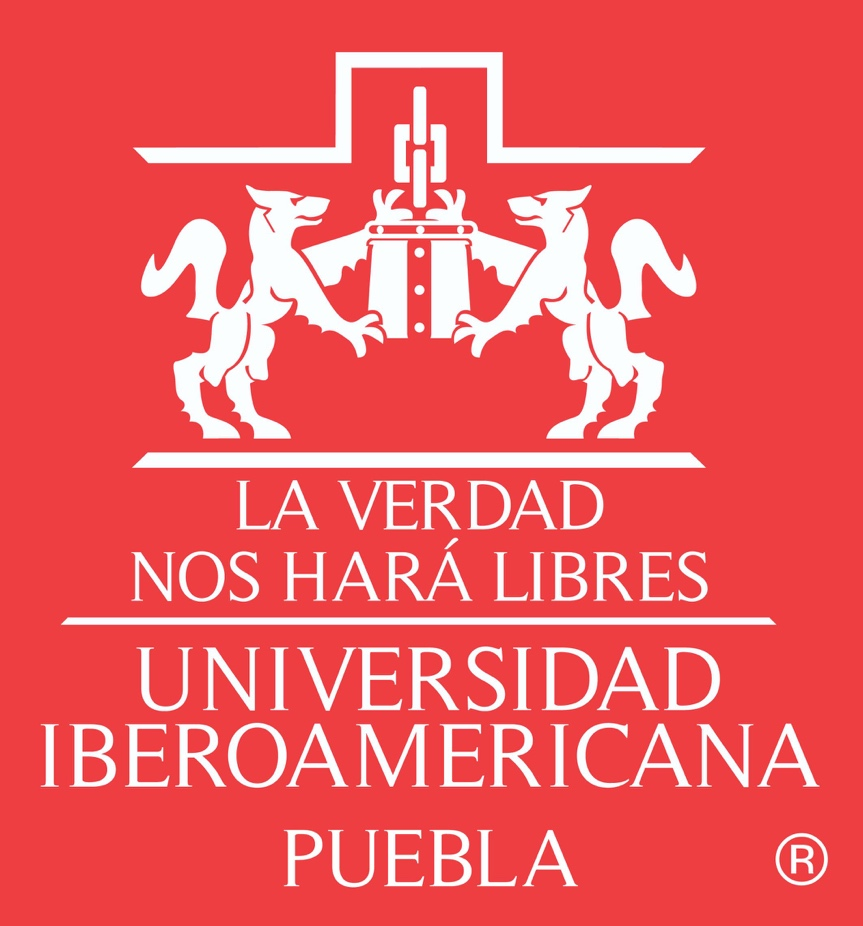 LA VERDAD
NOS HARÁ LIBRES
UNIVERSIDAD
IBEROAMERICANA
PUEBLA
®